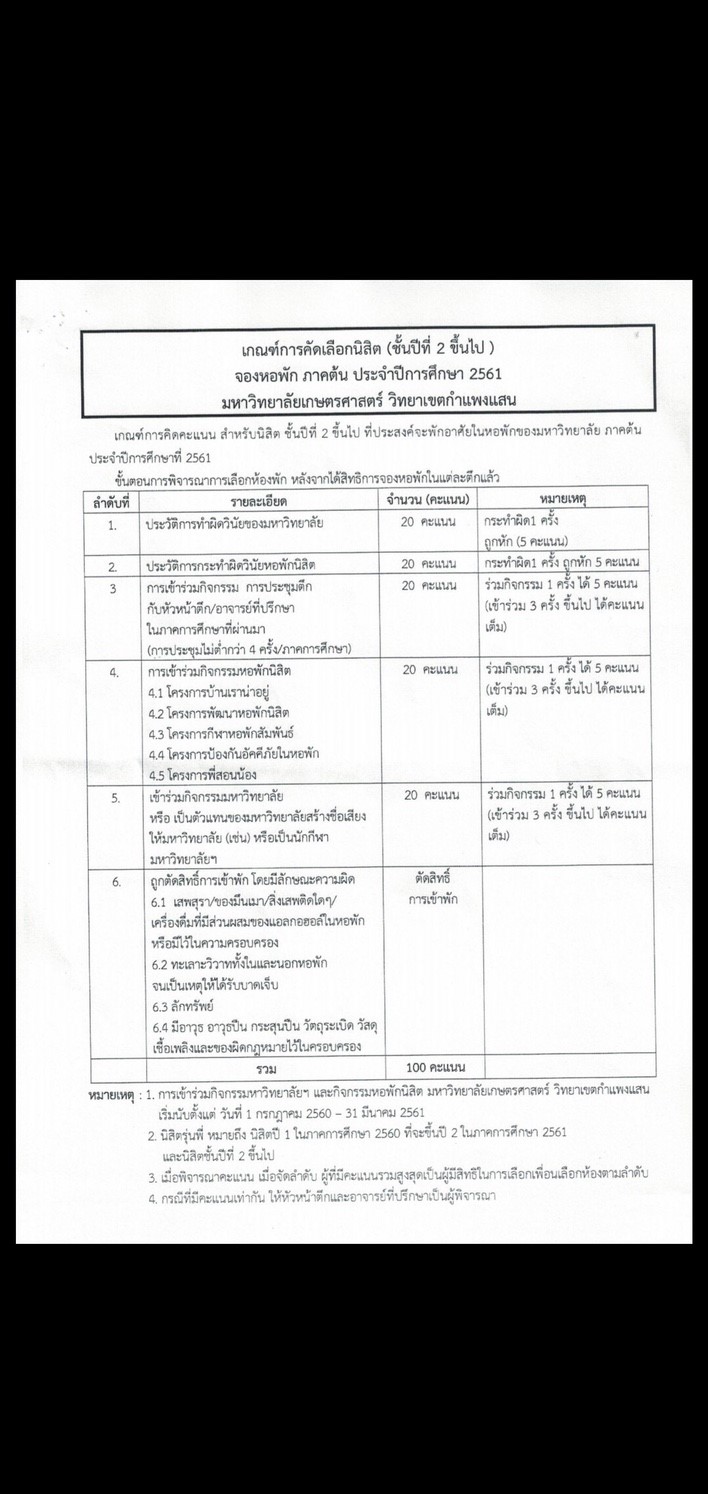 เกณฑ์การคัดเลือกนิสิต (ชั้นปีที่ 2 ขึ้นไป )
จองหอพัก ภาคต้น ประจำปีการศึกษา 2561
มหาวิทยาลัยเกษตรศาสตร์ วิทยาเขตกำแพงแสน
เกณฑ์การคิดคะแนน สำหรับนิสิต ชั้นปีที่ 2 ขึ้นไป ที่ประสงค์จะพักอาศัยในหอพักของมหาวิทยาลัย ภาคต้น
ประจำปีการศึกษาที่ 2561
ขั้นตอนการพิจารณาการเลือกห้องพัก หลังจากได้สิทธิการจองหอพักในแต่ละตึกแล้ว
ลำดับที่ รายละเอียด จำนวน (คะแนน) หมายเหตุ
1. ประวัติการทำผิดวินัยของมหาวิทยาลัย 20 คะแนน กระทำผิด1 ครั้ง
ถูกหัก (5 คะแนน)
2. ประวัติการกระทำผิดวินัยหอพักนิสิต 20 คะแนน กระทำผิด1 ครั้ง ถูกหัก 5 คะแนน
3 การเข้าร่วมกิจกรรม การประชุมตึก 20 คะแนน ร่วมกิจกรรม 1 ครั้ง ได้ 5 คะแนน
กับหัวหน้าตึก/อาจารย์ที่ปรึกษา (เข้าร่วม 3 ครั้ง ขึ้นไป ได้คะแนน
ในภาคการศึกษาที่ผ่านมา เต็ม)
(การประชุมไม่ต่ำกว่า 4 ครั้ง/ภาคการศึกษา)
4. การเข้าร่วมกิจกรรมหอพักนิสิต 20 คะแนน ร่วมกิจกรรม 1 ครั้ง ได้ 5 คะแนน
4.1 โครงการบ้านเราน่าอยู่ (เข้าร่วม 3 ครั้ง ขึ้นไป ได้คะแนน
4.2 โครงการพัฒนาหอพักนิสิต เต็ม)
4.3 โครงการกีฬาหอพักสัมพันธ์
4.4 โครงการป้องกันอัคคีภัยในหอพัก
4.5 โครงการพี่สอนน้อง
5. เข้าร่วมกิจกรรมมหาวิทยาลัย 20 คะแนน ร่วมกิจกรรม 1 ครั้ง ได้ 5 คะแนน
หรือ เป็นตัวแทนของมหาวิทยาลัยสร้างชื่อเสียง (เข้าร่วม 3 ครั้ง ขึ้นไป ได้คะแนน
ให้มหาวิทยาลัย (เช่น) หรือเป็นนักกีฬา เต็ม)
มหาวิทยาลัยฯ
6. ถูกตัดสิทธิ์การเข้าพัก โดยมีลักษณะความผิด ตัดสิทธิ์
6.1 เสพสุรา/ของมึนเมา/สิ่งเสพติดใดๆ/ การเข้าพัก
เครื่องดื่มที่มีส่วนผสมของแอลกอฮอล์ในหอพัก
หรือมีไว้ในความครอบครอง
6.2 ทะเลาะวิวาททั้งในและนอกหอพัก
จนเป็นเหตุให้ได้รับบาดเจ็บ
6.3 ลักทรัพย์
6.4 มีอาวุธ อาวุธปืน กระสุนปืน วัตถุระเบิด วัสดุ
เชื้อเพลิงและของผิดกฎหมายไว้ในครอบครอง
รวม 100 คะแนน
หมายเหตุ : 1. การเข้าร่วมกิจกรรมมหาวิทยาลัยฯ และกิจกรรมหอพักนิสิต มหาวิทยาลัยเกษตรศาสตร์ วิทยาเขตกำแพงแสน
เริ่มนับตั้งแต่ วันที่ 1 กรกฎาคม 2560 – 31 มีนาคม 2561
2. นิสิตรุ่นพี่ หมายถึง นิสิตปี 1 ในภาคการศึกษา 2560 ที่จะขึ้นปี 2 ในภาคการศึกษา 2561
และนิสิตชั้นปีที่ 2 ขึ้นไป
3. เมื่อพิจารณาคะแนน เมื่อจัดลำดับ ผู้ที่มีคะแนนรวมสูงสุดเป็นผู้มีสิทธิในการเลือกเพื่อนเลือกห้องตามลำดับ
4. กรณีที่มีคะแนนเท่ากัน ให้หัวหน้าตึกและอาจารย์ที่ปรึกษาเป็นผู้พิจารณา